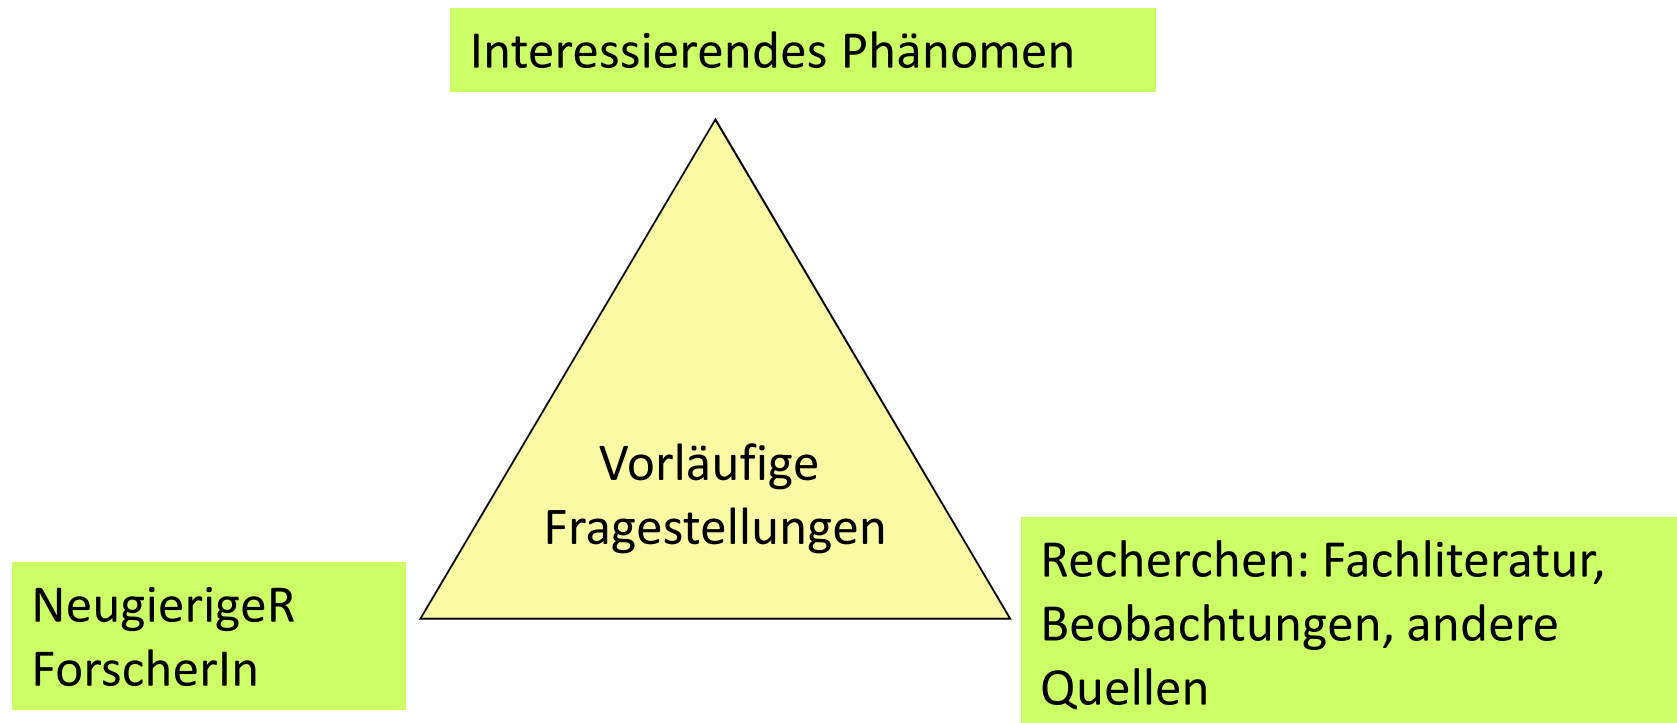 Interessierendes Phänomen
Vorläufige
Fragestellungen
NeugierigeR
ForscherIn
Recherchen: Fachliteratur,
Beobachtungen, andere
Quellen